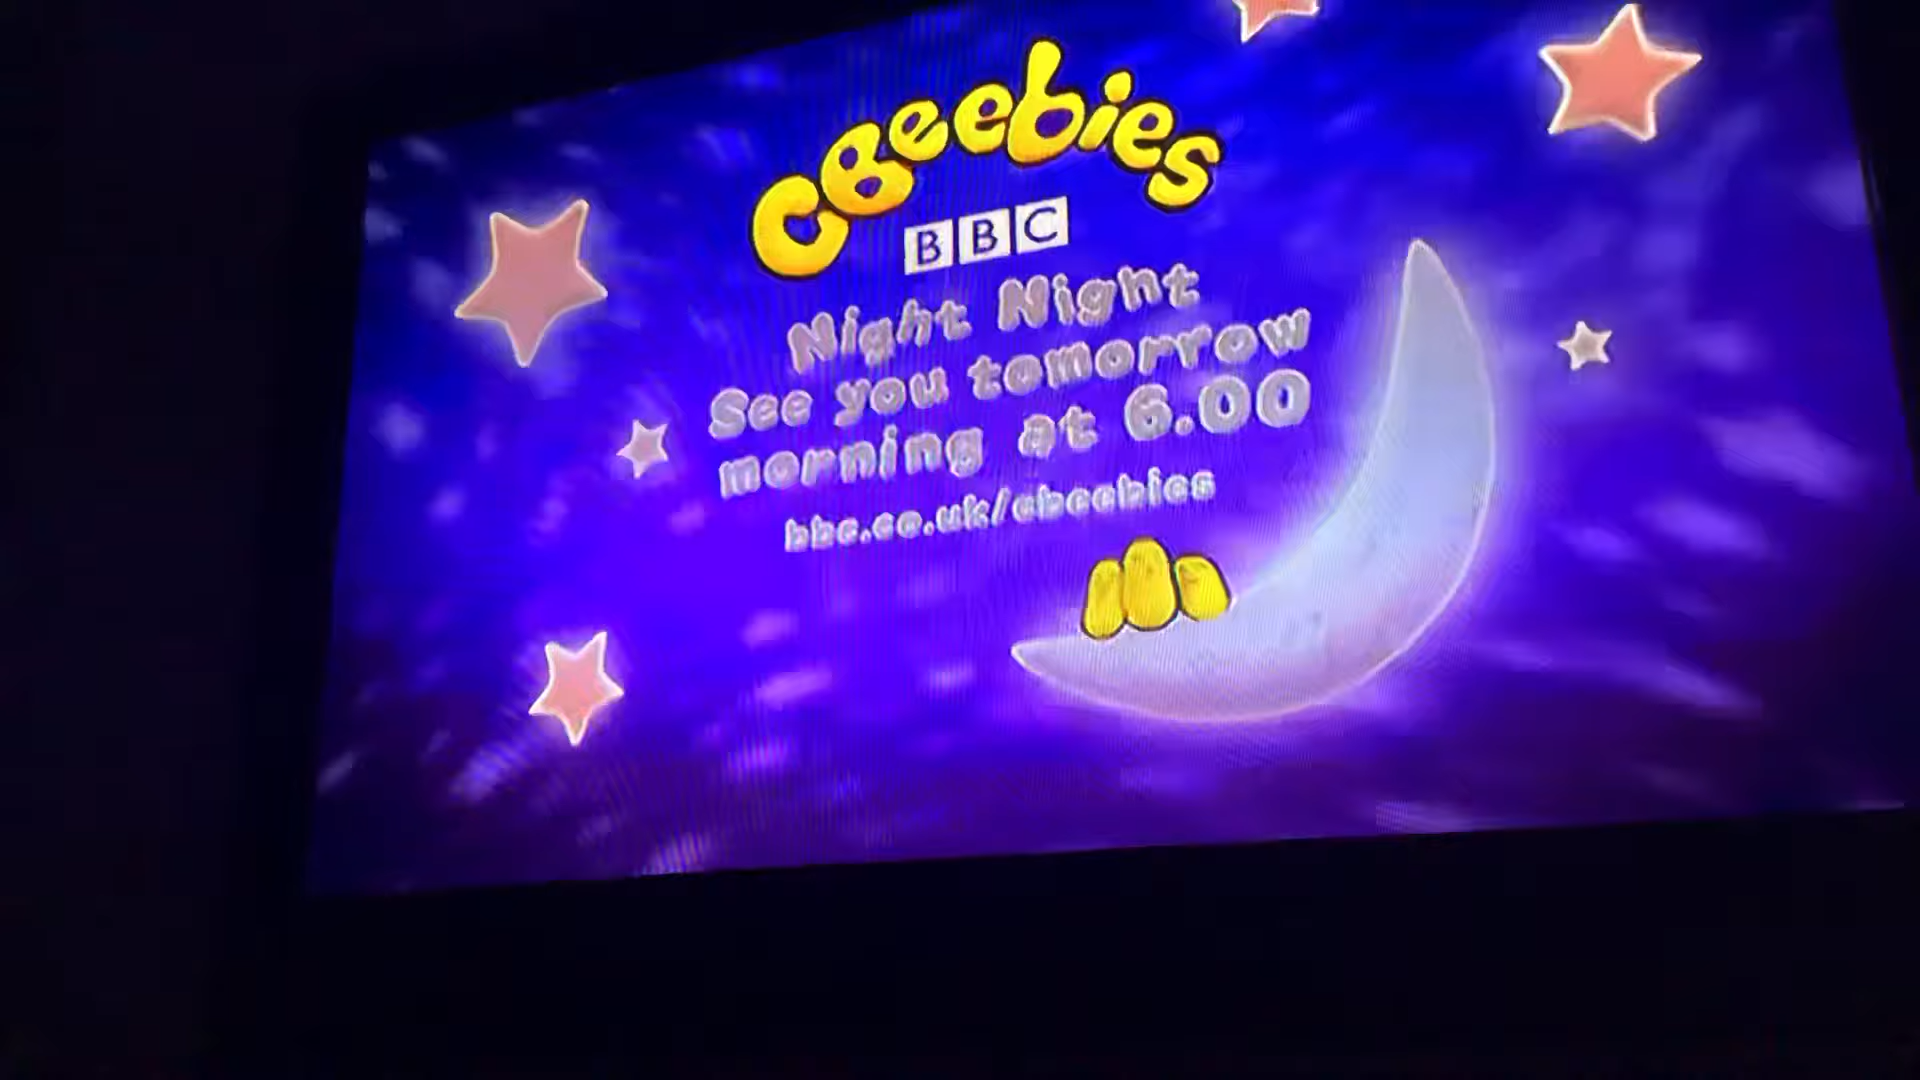 CBeebies
BBC
Night Night
See you tomorrow
morning at 6.00
bbc.co.uk/cbeebies